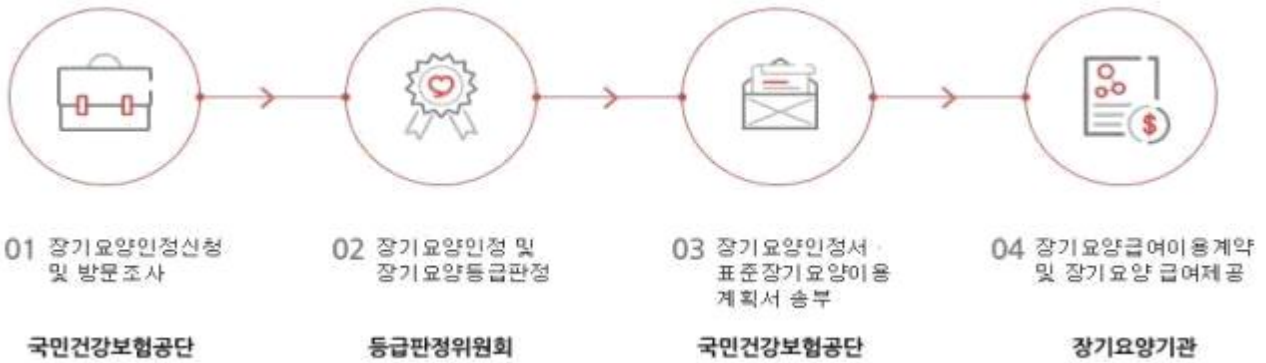 01 장기요양인정신청
및 방문조사
국민건강보험공단
02 장기요양인정 및
장기요양등급판정
등급판정위원회
03 장기요양인정서 ·
표준장기요양이용
계획서 송부
국민건강보험공단
04 장기요양급여이용계약
및 장기요양 급여제공
장기요양기관
$